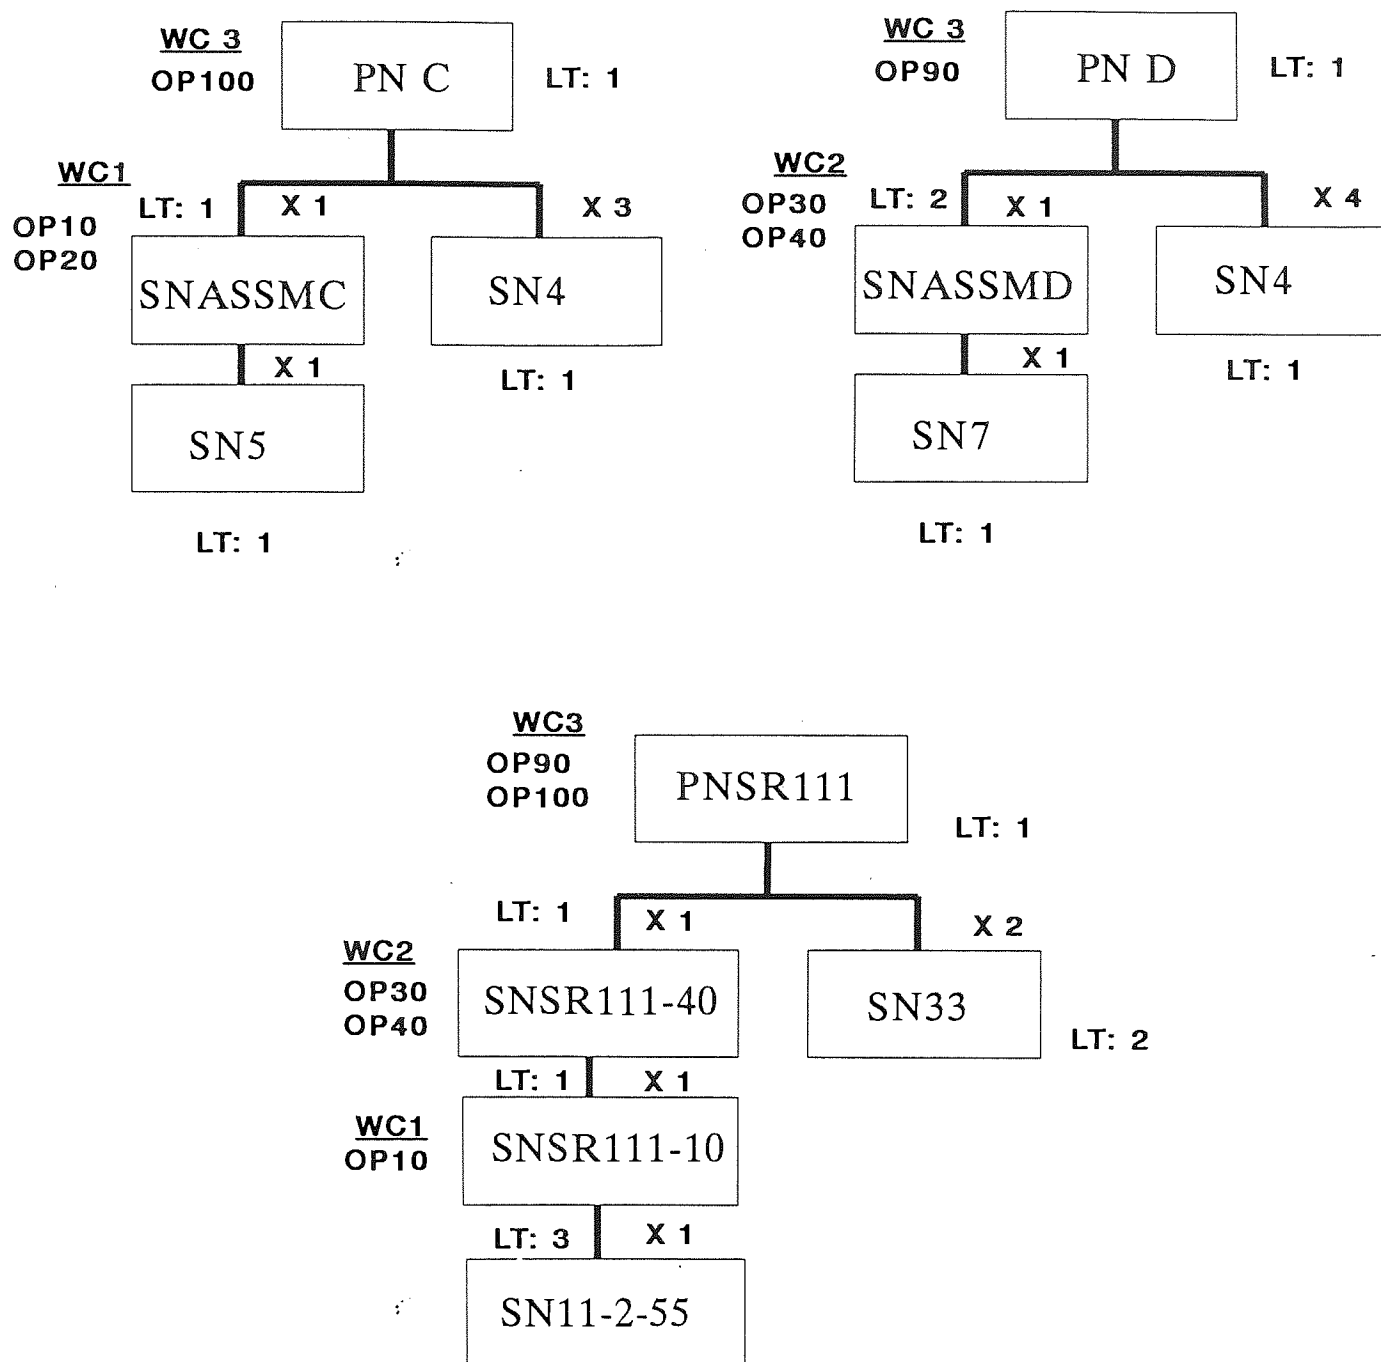 WC 3
OP100
PN C
LT: 1
WC1
OP10
OP20
LT: 1
X 1
X 3
SNASSMC
SN4
X 1
LT: 1
SN5
LT: 1
WC 3
OP90
PN D
LT: 1
WC2
OP30
OP40
LT: 2
X 1
X 4
SNASSMD
SN4
X 1
LT: 1
SN7
LT: 1
WC3
OP90
OP100
PNSR111
LT: 1
LT: 1
X 1
X 2
WC2
OP30
OP40
SNSR111-40
SN33
LT: 2
LT: 1
X 1
WC1
OP10
SNSR111-10
LT: 3
X 1
SN11-2-55